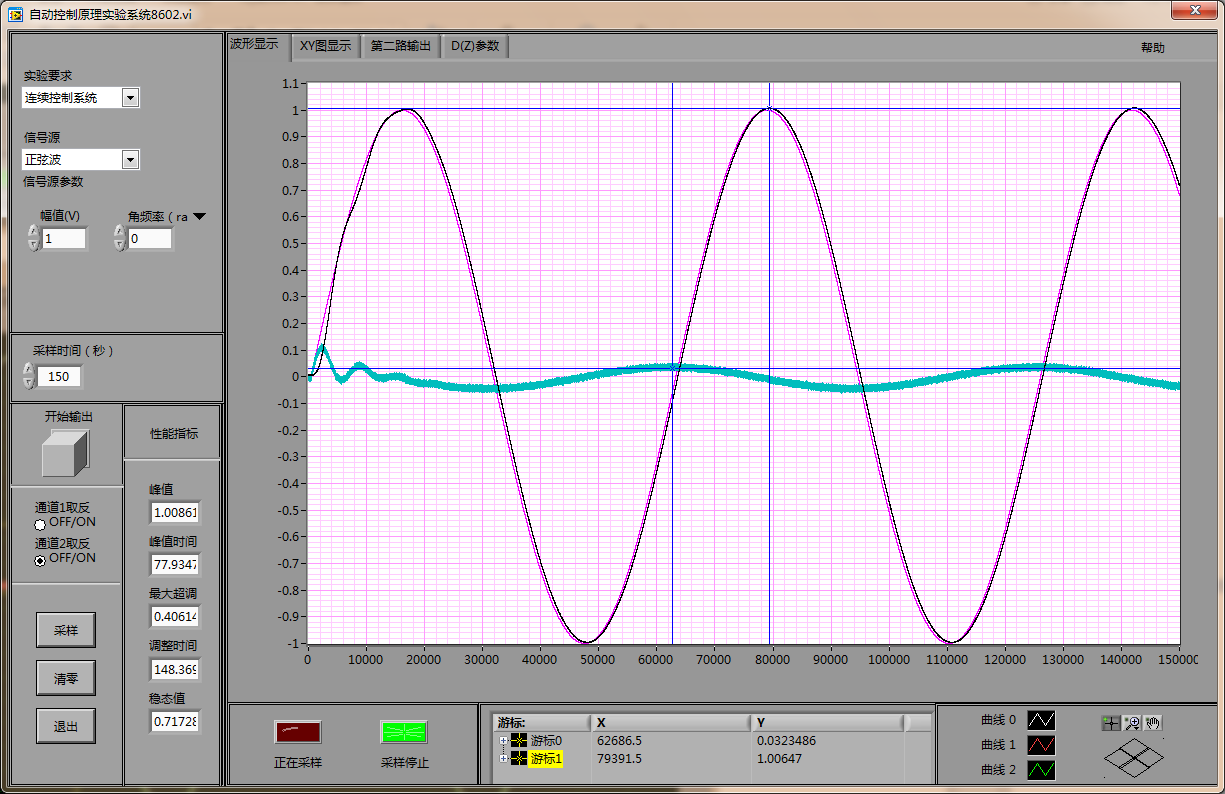 自动控制原理实验系统8602.vi
实验要求
连续控制系统
信号源
正弦波
信号源参数
幅值(V)
角频率 ( ra
1
0
采样时间 ( 秒 )
150
开始输出
通道1取反
OFF/ON
通道2取反
OFF/ON
采样
清零
退出
性能指标
峰值
1.00861
峰值时间
77.9347
最大超调
0.40614
调整时间
148.369
稳态值
0.71728
波形显示
XY图显示
第二路输出
D(Z)参数
帮助
1.1
1
0.9
0.8
0.7
0.6
0.5
0.4
0.3
0.2
0.1
0
-0.1
-0.2
-0.3
-0.4
-0.5
-0.6
-0.7
-0.8
-0.9
-1
0 10000 20000 30000 40000 50000 60000 70000 80000 90000 100000 110000 120000 130000 140000 150000
正在采样
采样停止
游标: X Y
游标0 62686.5 0.0323486
游标1 79391.5 1.00647
曲线 0
曲线 1
曲线 2